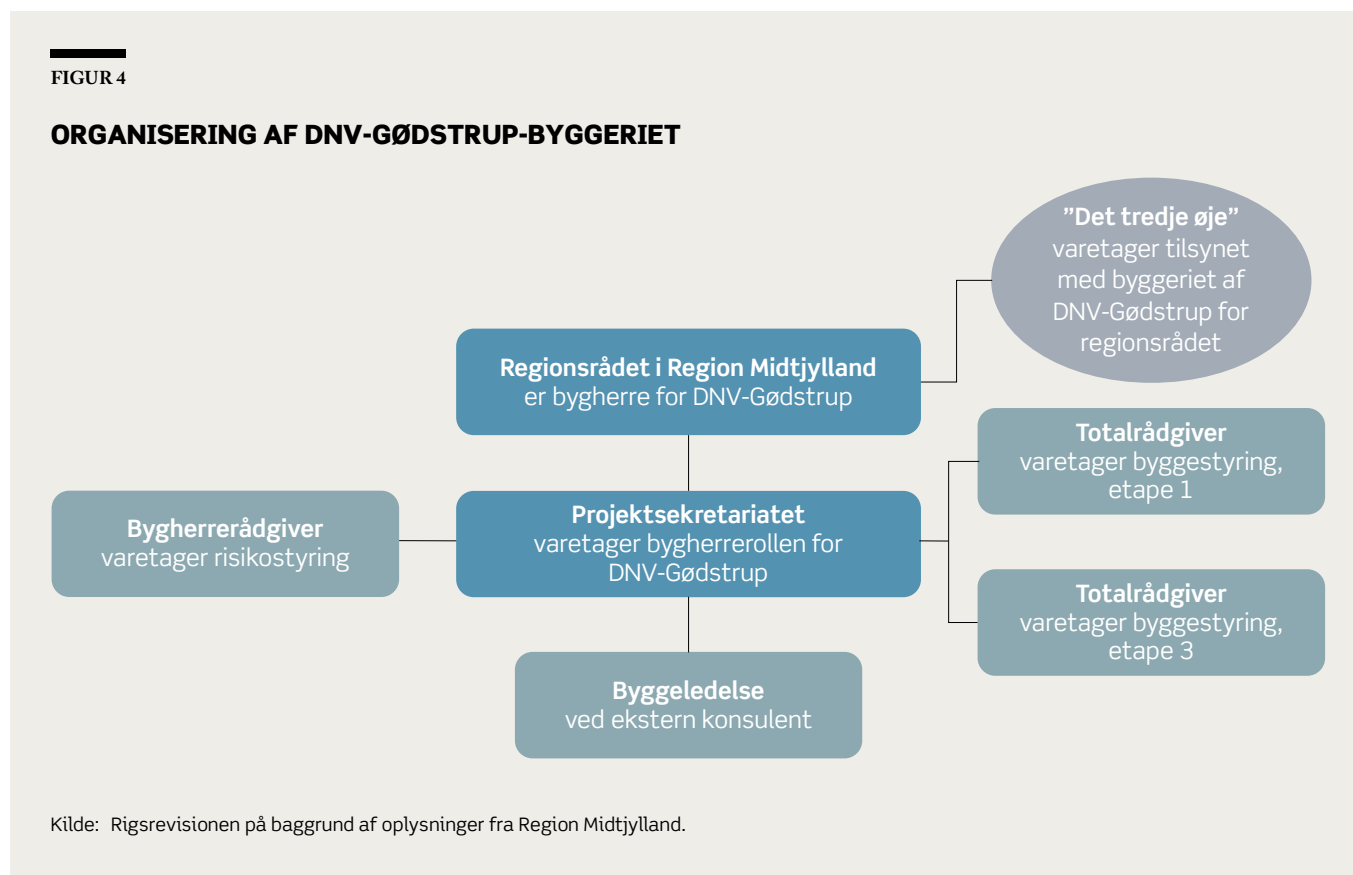 FIGUR 4
ORGANISERING AF DNV-GØDSTRUP-BYGGERIET
”Det tredje øje”
varetager tilsynet
med byggeriet af
DNV-Gødstrup for
regionsrådet
Regionsrådet i Region Midtjylland
er bygherre for DNV-Gødstrup
Totalrådgiver
varetager byggestyring,
etape 1
Bygherrerådgiver
varetager risikostyring
Projektsekretariatet
varetager bygherrerollen for
DNV-Gødstrup
Totalrådgiver
varetager byggestyring,
etape 3
Byggeledelse
ved ekstern konsulent
Kilde: Rigsrevisionen på baggrund af oplysninger fra Region Midtjylland.